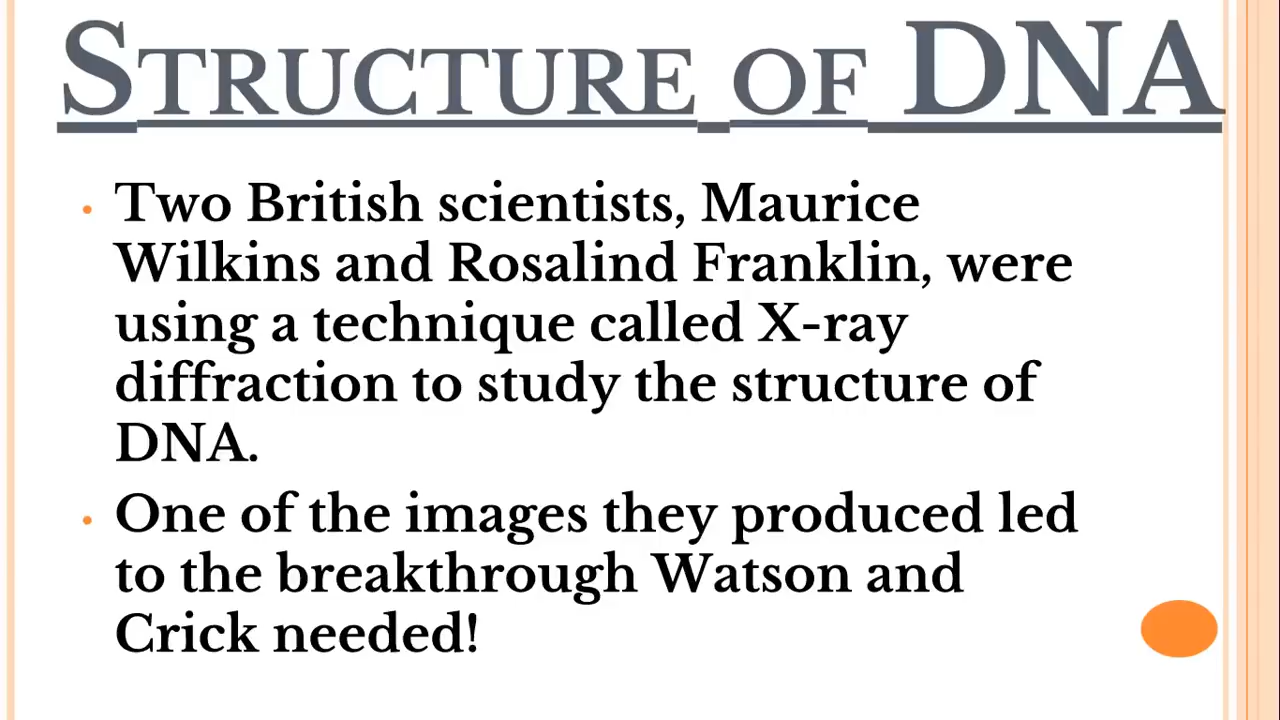 Structure of DNA
• Two British scientists, Maurice
Wilkins and Rosalind Franklin, were
using a technique called X-ray
diffraction to study the structure of
DNA.
• One of the images they produced led
to the breakthrough Watson and
Crick needed!